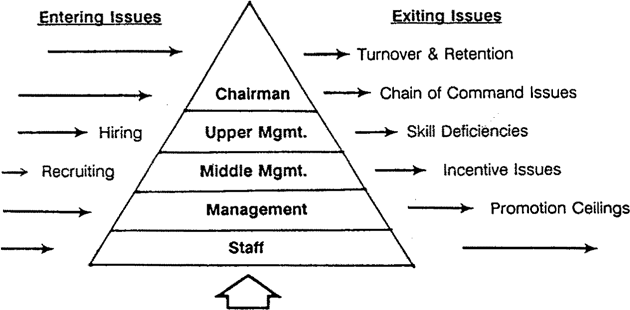 Entering Issues
Exiting Issues
Turnover & Retention
Chairman
Chain of Command Issues
Hiring
Upper Mgmt.
Skill Deficiencies
Recruiting
Middle Mgmt.
Incentive Issues
Management
Promotion Ceilings
Staff